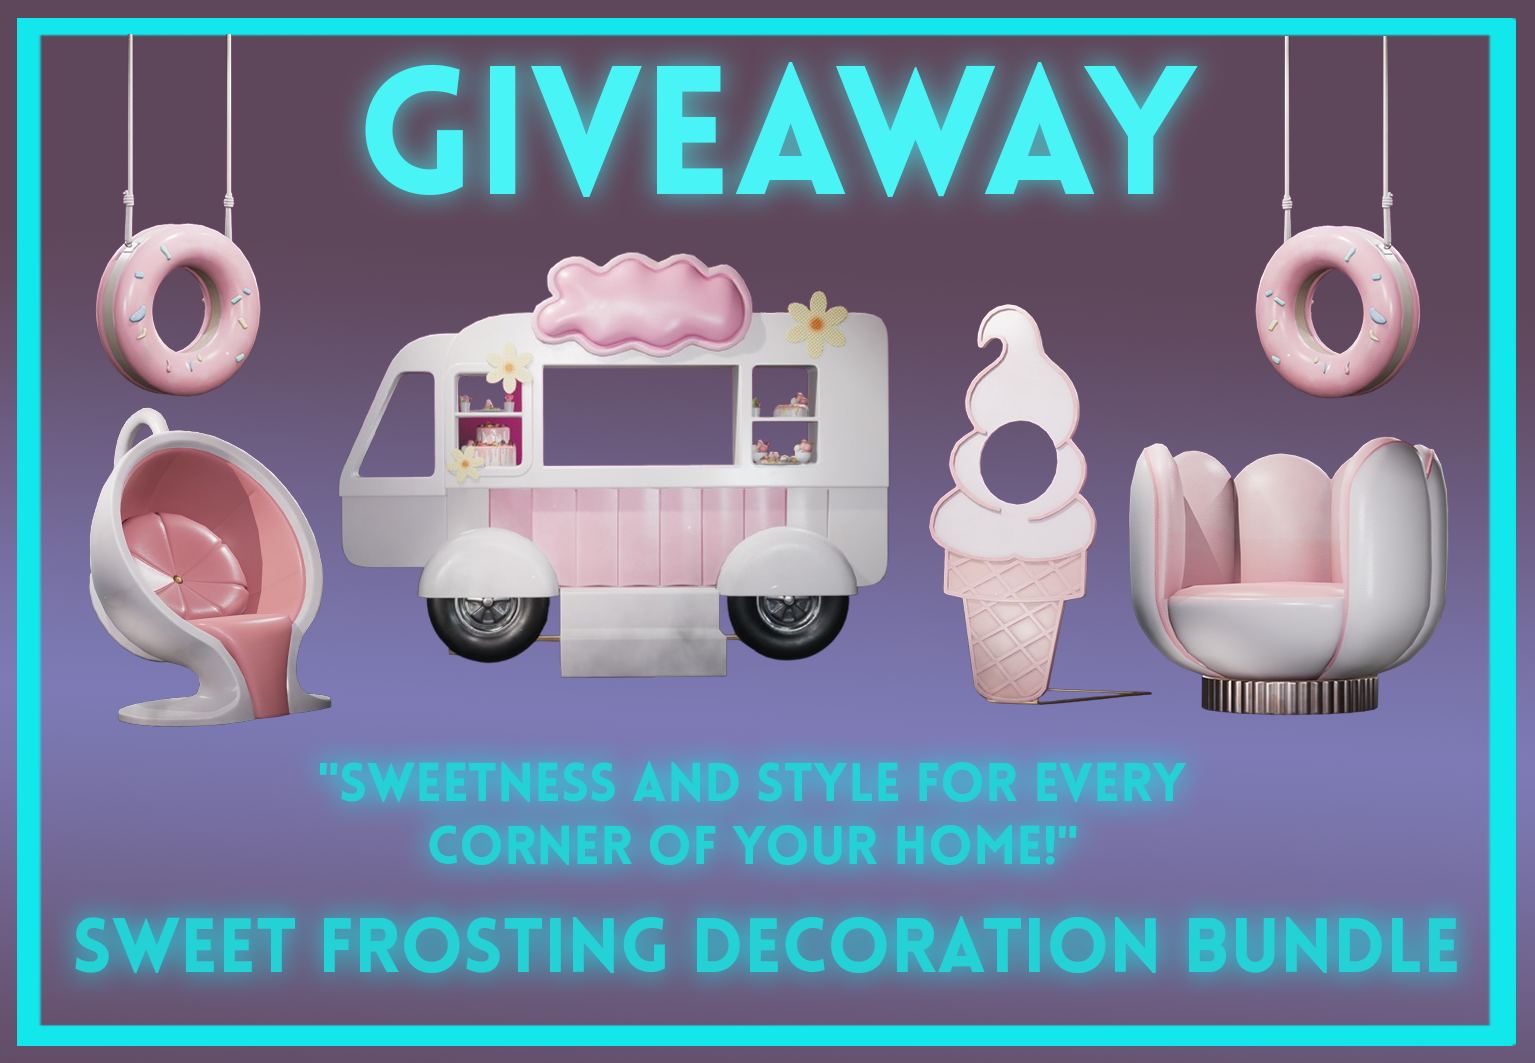 GIVEAWAY
"SWEETNESS AND STYLE FOR EVERY
CORNER OF YOUR HOME!"
SWEET FROSTING DECORATION BUNDLE